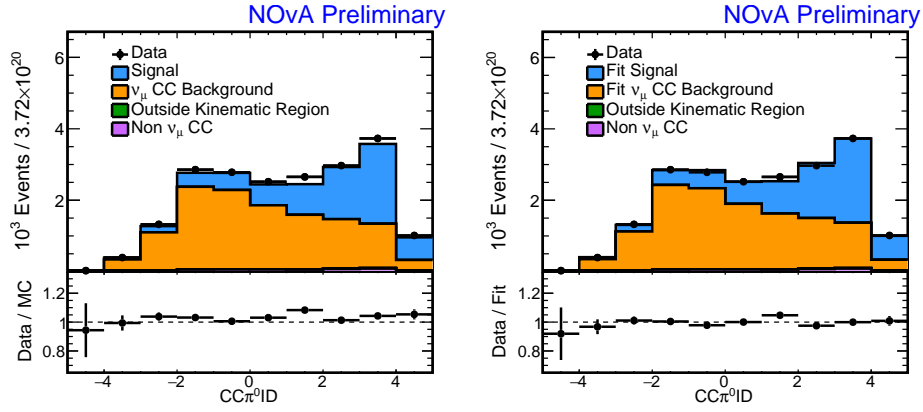 NOvA Preliminary
10³ Events / 3.72×10²⁰
6
4
2
Data
Signal
νμ CC Background
Outside Kinematic Region
Non νμ CC
Data / MC
1.2
1
0.8
−4 −2 0 2 4
CCπ⁰ID
NOvA Preliminary
10³ Events / 3.72×10²⁰
6
4
2
Data
Fit Signal
Fit νμ CC Background
Outside Kinematic Region
Non νμ CC
Data / Fit
1.2
1
0.8
−4 −2 0 2 4
CCπ⁰ID